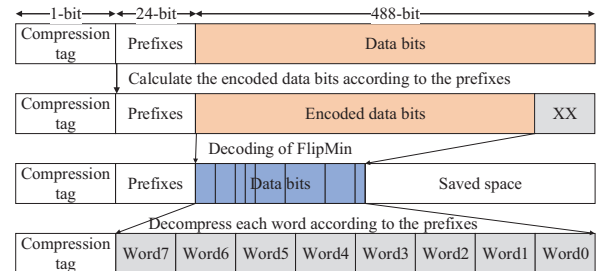 1-bit 24-bit 488-bit
Compression tag Prefixes Data bits
Calculate the encoded data bits according to the prefixes
Compression tag Prefixes Encoded data bits XX
Decoding of FlipMin
Compression tag Prefixes Data bits Saved space
Decompress each word according to the prefixes
Compression tag Word7 Word6 Word5 Word4 Word3 Word2 Word1 Word0